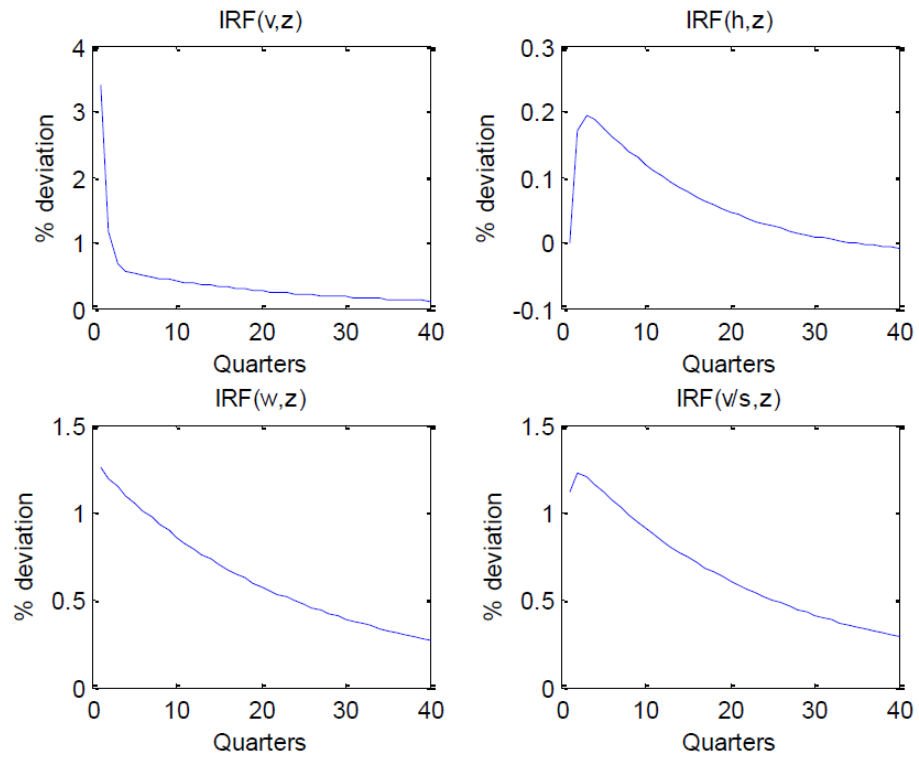 IRF(v,z)
4
3
2
1
0
% deviation
0 10 20 30 40
Quarters
IRF(h,z)
0.3
0.2
0.1
0
-0.1
% deviation
0 10 20 30 40
Quarters
IRF(w,z)
1.5
1
0.5
0
% deviation
0 10 20 30 40
Quarters
IRF(v/s,z)
1.5
1
0.5
0
% deviation
0 10 20 30 40
Quarters